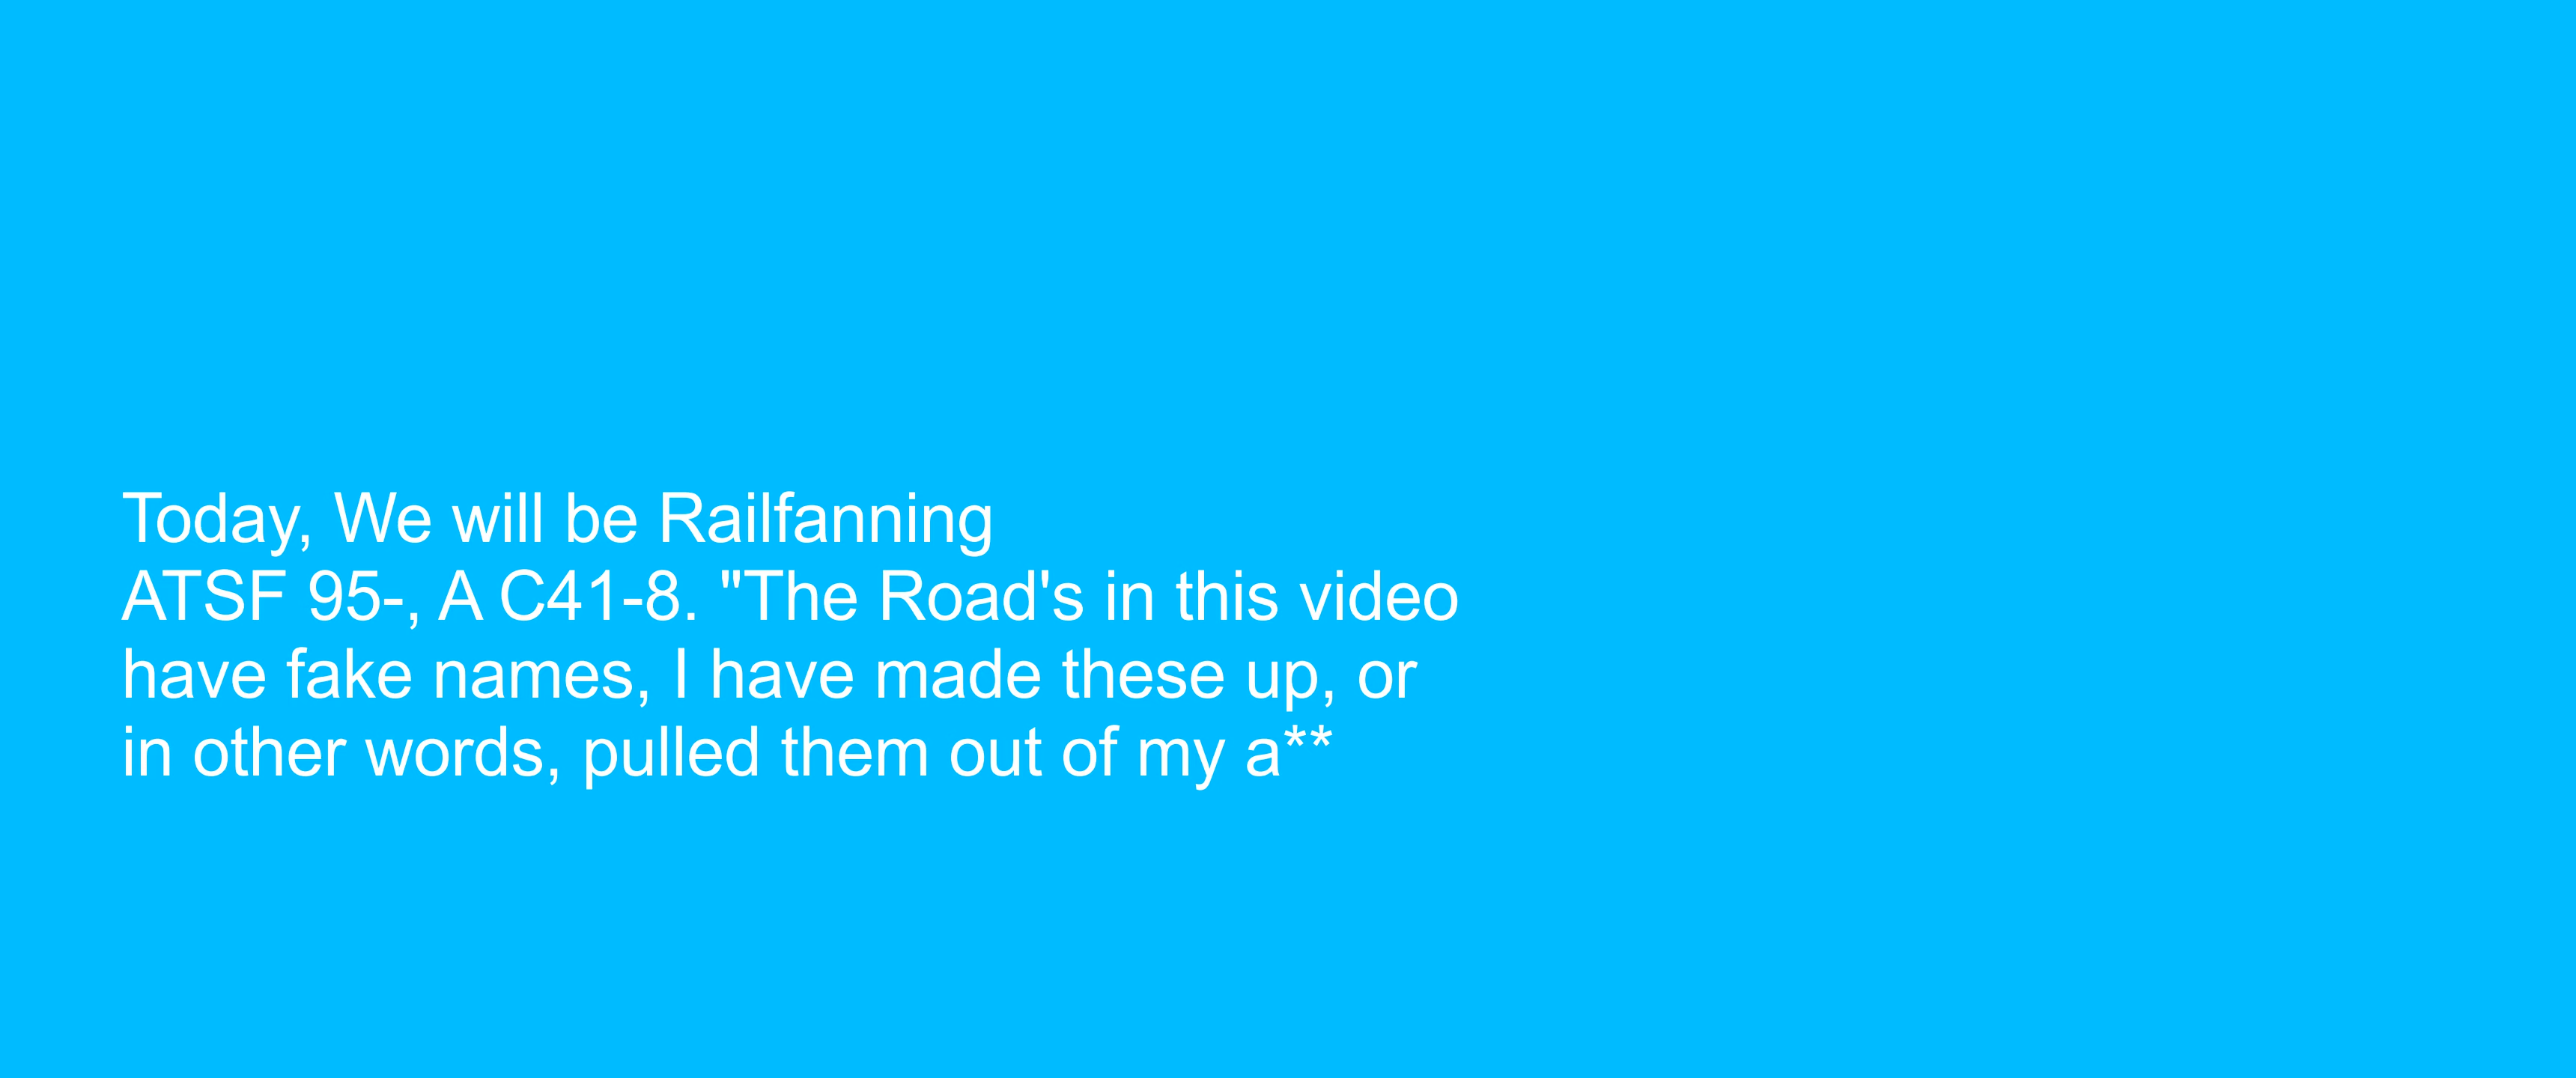 Today, We will be Railfanning
ATSF 95-, A C41-8. "The Road's in this video
have fake names, I have made these up, or
in other words, pulled them out of my a**